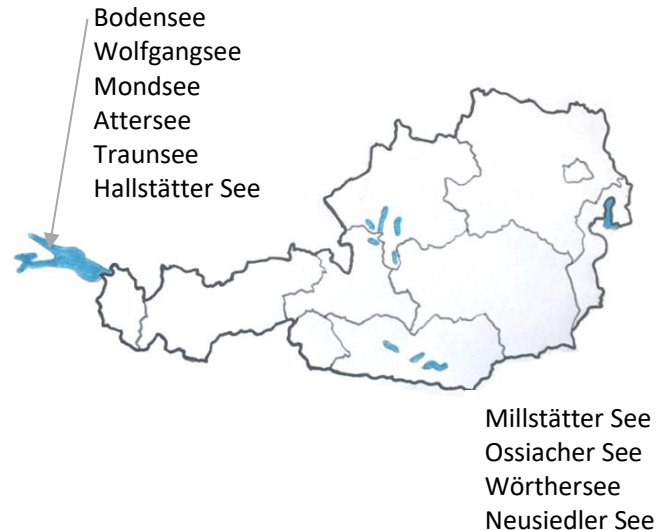 Bodensee
Wolfgangsee
Mondsee
Attersee
Traunsee
Hallstätter See
Millstätter See
Ossiacher See
Wörthersee
Neusiedler See